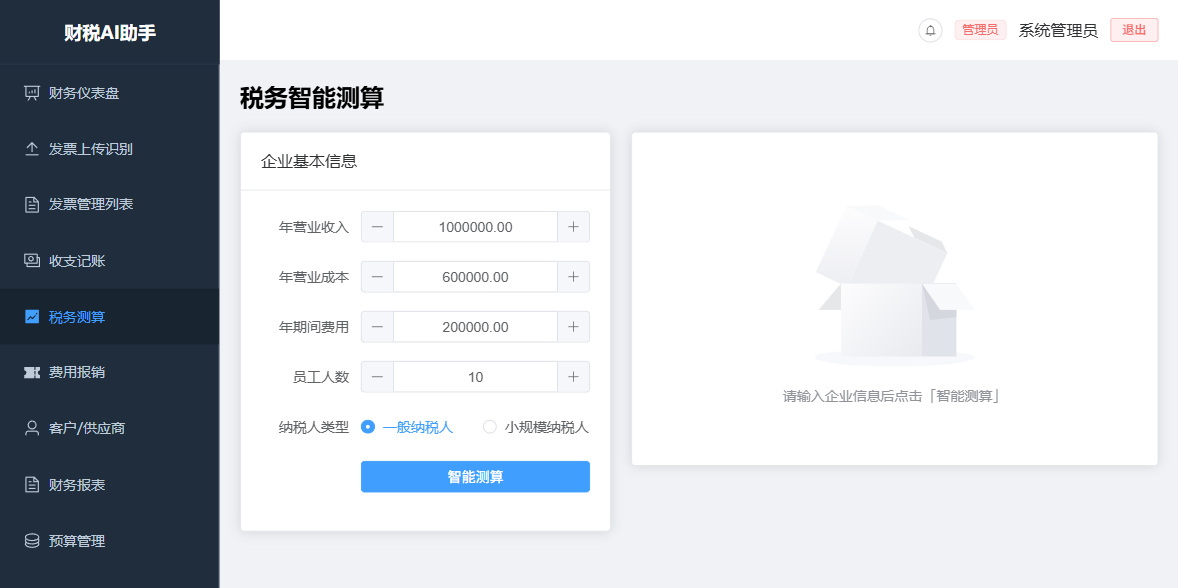 财税AI助手
管理员
系统管理员
退出
财务仪表盘
发票上传识别
发票管理列表
收支记账
税务测算
费用报销
客户/供应商
财务报表
预算管理
税务智能测算
企业基本信息
年营业收入 1000000.00
年营业成本 600000.00
年期间费用 200000.00
员工人数 10
纳税人类型 一般纳税人 小规模纳税人
智能测算
请输入企业信息后点击「智能测算」